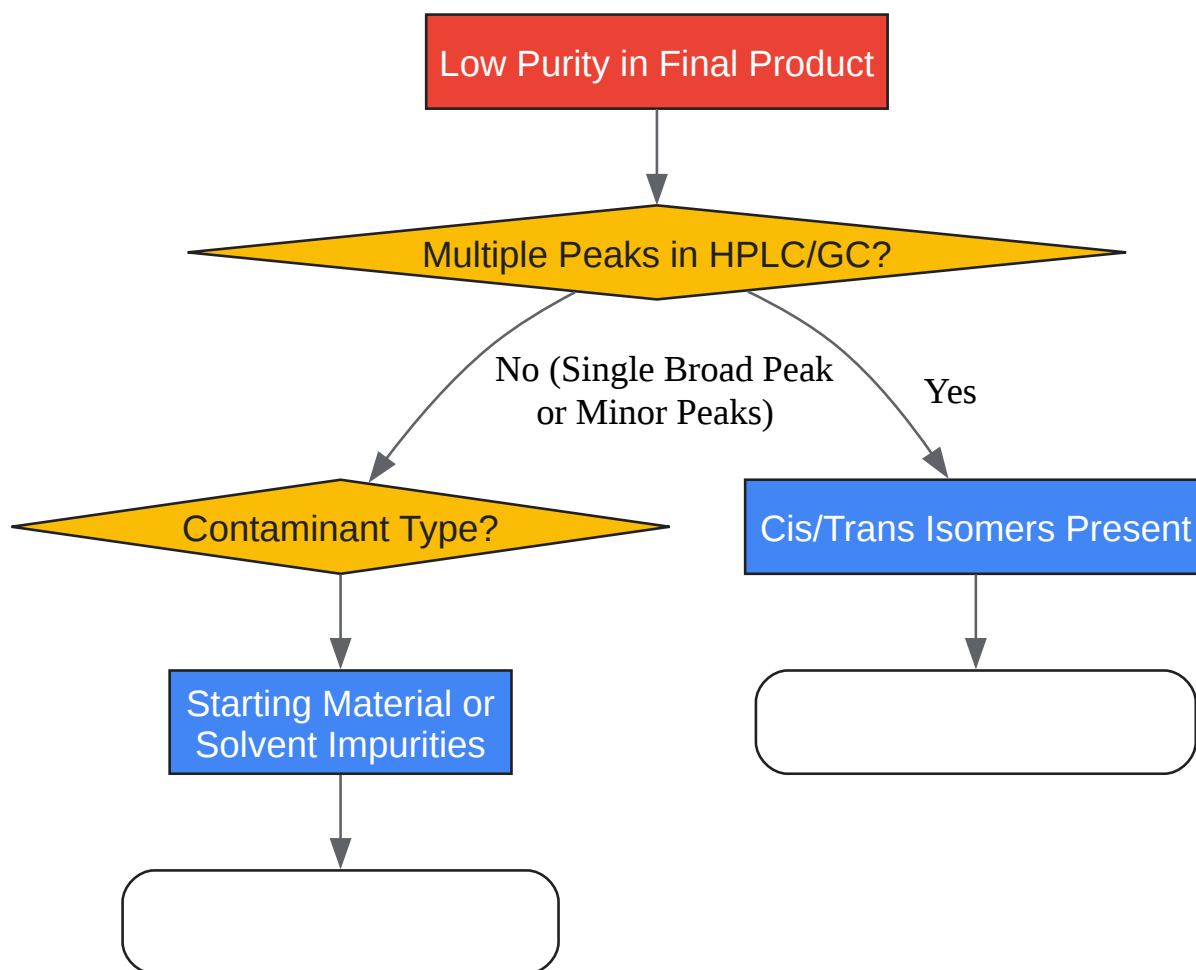 Low Purity in Final Product
Multiple Peaks in HPLC/GC?
No (Single Broad Peak
or Minor Peaks)
Yes
Contaminant Type?
Cis/Trans Isomers Present
Starting Material or
Solvent Impurities